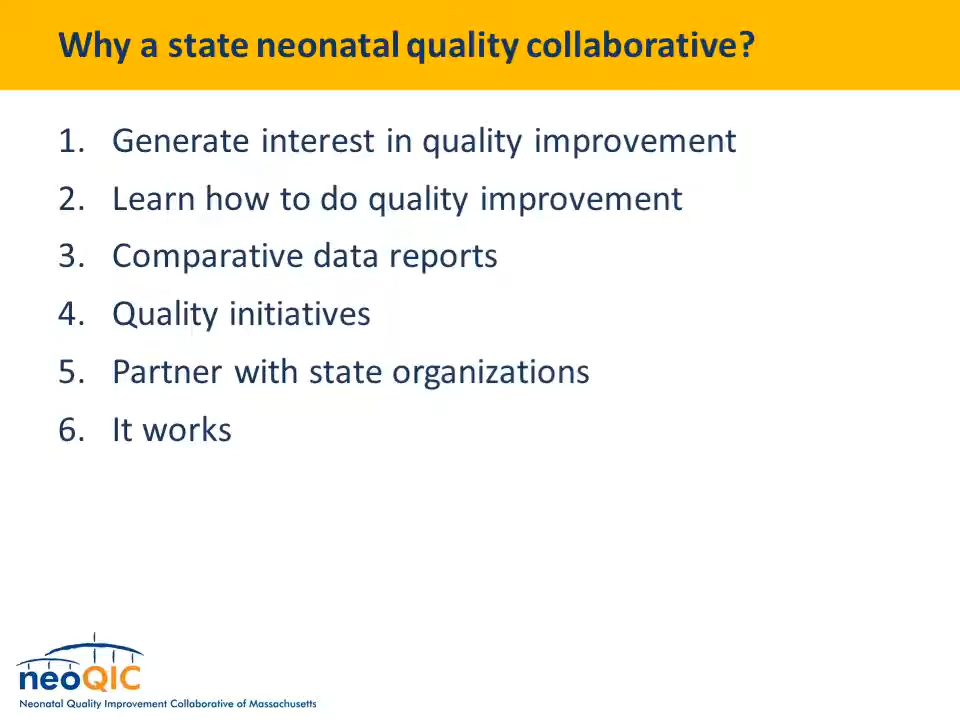 Why a state neonatal quality collaborative?
1. Generate interest in quality improvement
2. Learn how to do quality improvement
3. Comparative data reports
4. Quality initiatives
5. Partner with state organizations
6. It works
neoQIC
Neonatal Quality Improvement Collaborative of Massachusetts